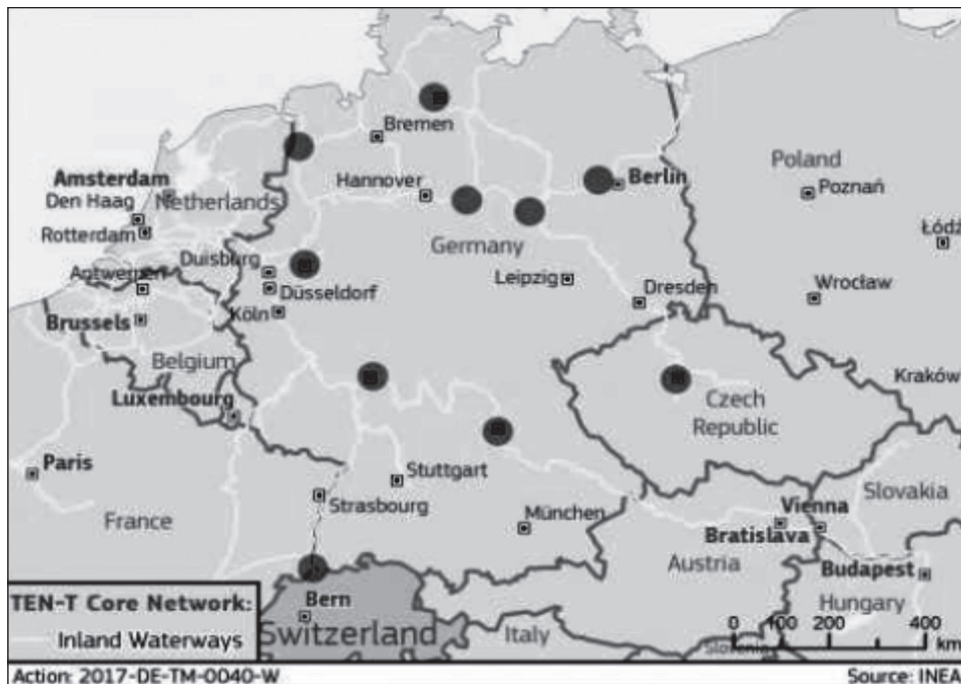 Bremen
Poland
Amsterdam
Hannover
Berlin
Poznań
Den Haag
Netherlands
Rotterdam
Łódź
Germany
Duisburg
Antwerpen
Leipzig
Düsseldorf
Dresden
Wrocław
Köln
Brussels
Belgium
Kraków
Luxembourg
Czech
Republic
Paris
Stuttgart
Slovakia
Strasbourg
Vienna
France
München
Bratislava
Austria
Budapest
TEN-T Core Network:
Bern
Hungary
Inland Waterways
Switzerland
Italy
0 100 200 400
km
Slovenia
Action: 2017-DE-TM-0040-W
Source: INEA